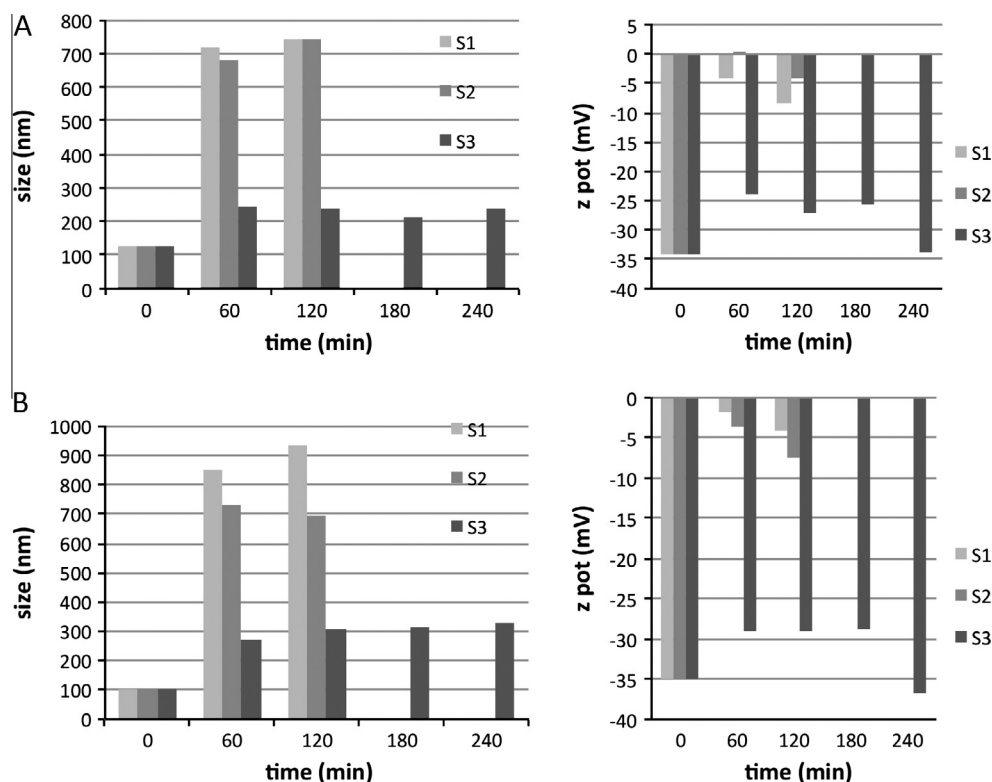 A
800
700
600
500
400
300
200
100
0
size (nm)
0 60 120 180 240
time (min)
S1
S2
S3
5
0
-5
-10
-15
-20
-25
-30
-35
-40
z pot (mV)
0 60 120 180 240
time (min)
S1
S2
S3
B
1000
900
800
700
600
500
400
300
200
100
0
size (nm)
0 60 120 180 240
time (min)
S1
S2
S3
0
-5
-10
-15
-20
-25
-30
-35
-40
z pot (mV)
0 60 120 180 240
time (min)
S1
S2
S3